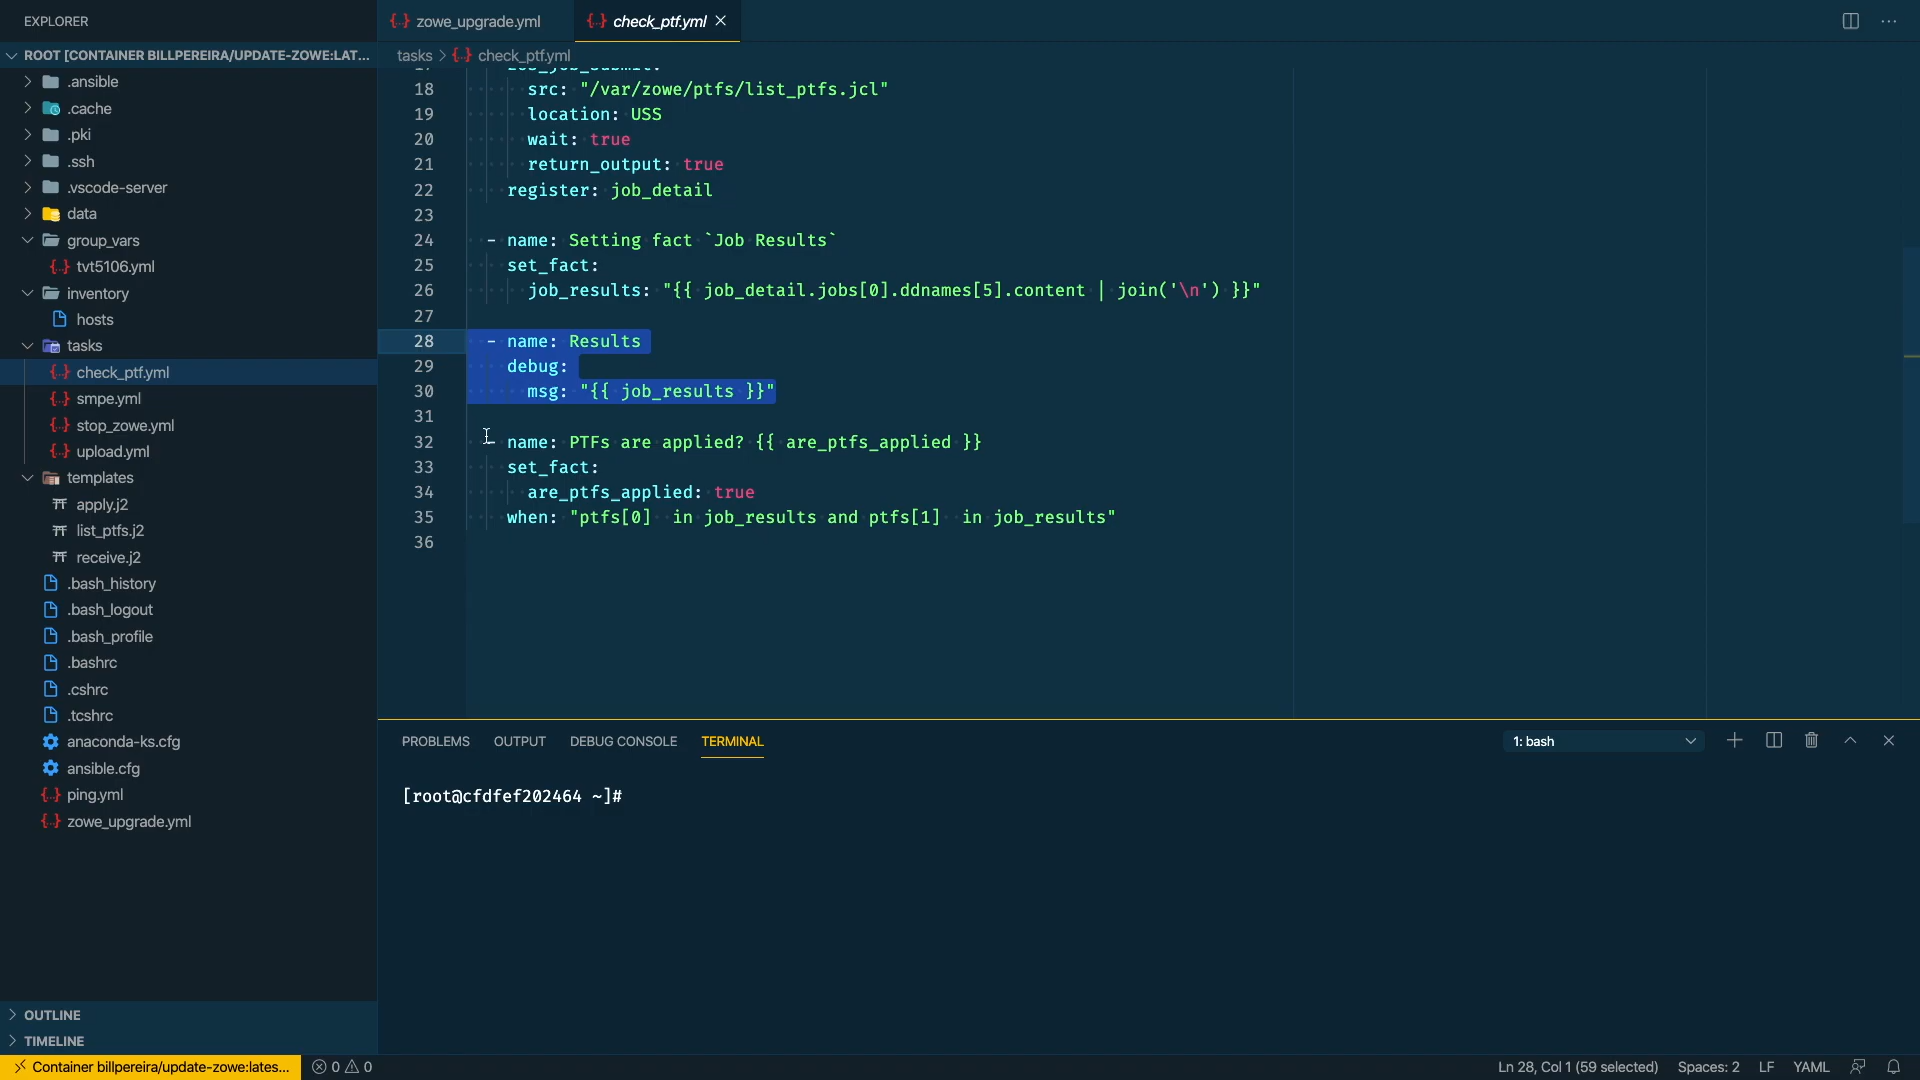 EXPLORER
zowe_upgrade.yml
check_ptf.yml
ROOT [CONTAINER BILLPEREIRA/UPDATE-ZOWE:LAT...
tasks > check_ptf.yml
.ansible
.cache
.pki
.ssh
.vscode-server
data
group_vars
tvt5106.yml
inventory
hosts
tasks
check_ptf.yml
smpe.yml
stop_zowe.yml
upload.yml
templates
apply.j2
list_ptfs.j2
receive.j2
.bash_history
.bash_logout
.bash_profile
.bashrc
.cshrc
.tcshrc
anaconda-ks.cfg
ansible.cfg
ping.yml
zowe_upgrade.yml
OUTLINE
TIMELINE
18 src: "/var/zowe/ptfs/list_ptfs.jcl"
19 location: USS
20 wait: true
21 return_output: true
22 register: job_detail
23
24 - name: Setting fact `Job Results`
25 set_fact:
26 job_results: "{{ job_detail.jobs[0].ddnames[5].content | join('\n') }}"
27
28 - name: Results
29 debug:
30 msg: "{{ job_results }}"
31
32 - name: PTFs are applied? {{ are_ptfs_applied }}
33 set_fact:
34 are_ptfs_applied: true
35 when: "ptfs[0]  in job_results and ptfs[1]  in job_results"
36
PROBLEMS OUTPUT DEBUG CONSOLE TERMINAL
1: bash
[root@cfdfef202464 ~]#
Container billpereira/update-zowe:lates... 0 0 Ln 28, Col 1 (59 selected) Spaces: 2 LF YAML